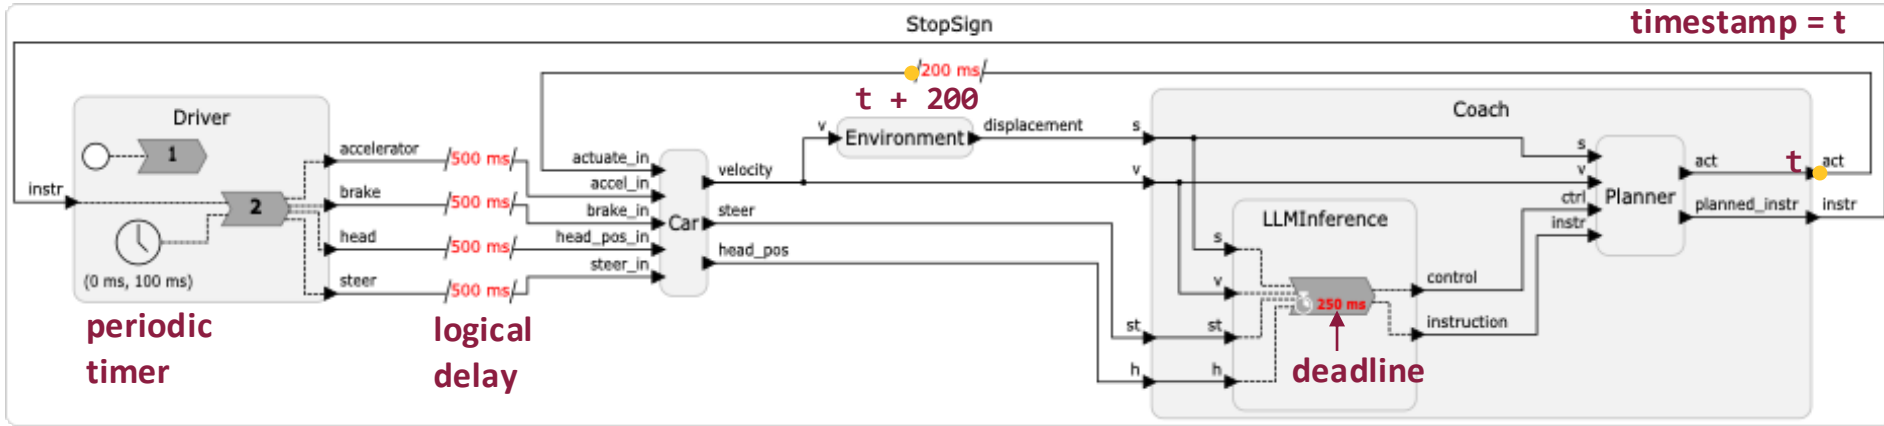 StopSign
timestamp = t
200 ms
t + 200
Driver
1
instr
2
(0 ms, 100 ms)
accelerator
brake
head
steer
500 ms
500 ms
500 ms
500 ms
periodic
timer
logical
delay
actuate_in
accel_in
brake_in
head_pos_in
steer_in
Car
velocity
steer
head_pos
v
Environment
displacement
Coach
s
v
st
h
LLMInference
s
v
st
h
250 ms
deadline
control
instruction
s
v
ctrl
instr
Planner
act
planned_instr
t
act
instr